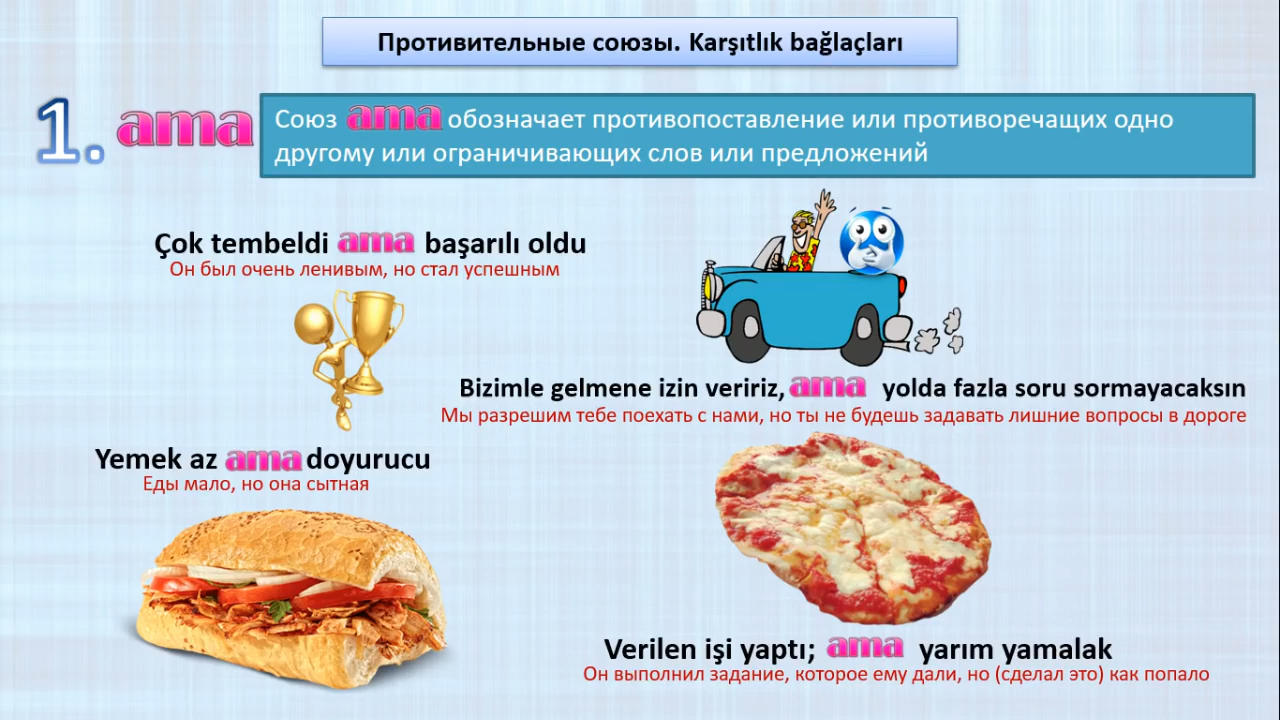 Противительные союзы. Karşıtlık bağlaçları
1. ama
Союз ama обозначает противопоставление или противоречащих одно
другому или ограничивающих слов или предложений
Çok tembeldi ama başarılı oldu
Он был очень ленивым, но стал успешным
Bizimle gelmene izin veririz, ama yolda fazla soru sormayacaksın
Мы разрешим тебе поехать с нами, но ты не будешь задавать лишние вопросы в дороге
Yemek az ama doyurucu
Еды мало, но она сытная
Verilen işi yaptı; ama yarım yamalak
Он выполнил задание, которое ему дали, но (сделал это) как попало